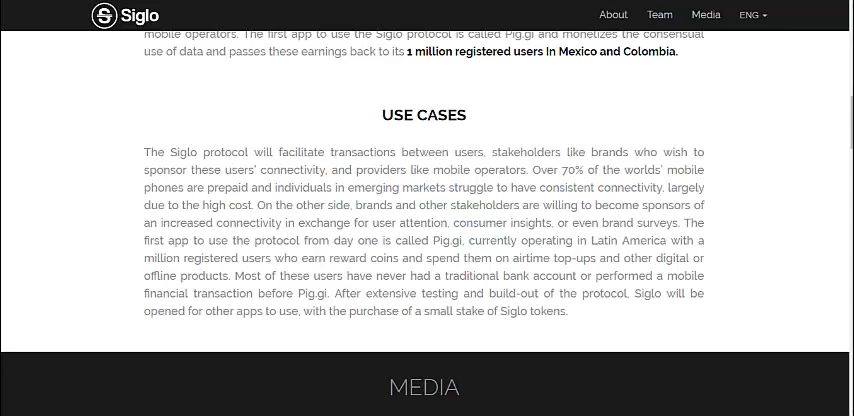 Siglo
About Team Media ENG
mobile operators. The first app to use the Siglo protocol is called Pig.gi and monetizes the consensual
use of data and passes these earnings back to its 1 million registered users In Mexico and Colombia.
USE CASES
The Siglo protocol will facilitate transactions between users, stakeholders like brands who wish to
sponsor these users' connectivity, and providers like mobile operators. Over 70% of the worlds' mobile
phones are prepaid and individuals in emerging markets struggle to have consistent connectivity, largely
due to the high cost. On the other side, brands and other stakeholders are willing to become sponsors of
an increased connectivity in exchange for user attention, consumer insights, or even brand surveys. The
first app to use the protocol from day one is called Pig.gi, currently operating in Latin America with a
million registered users who earn reward coins and spend them on airtime top-ups and other digital or
offline products. Most of these users have never had a traditional bank account or performed a mobile
financial transaction before Pig.gi. After extensive testing and build-out of the protocol, Siglo will be
opened for other apps to use, with the purchase of a small stake of Siglo tokens.
MEDIA